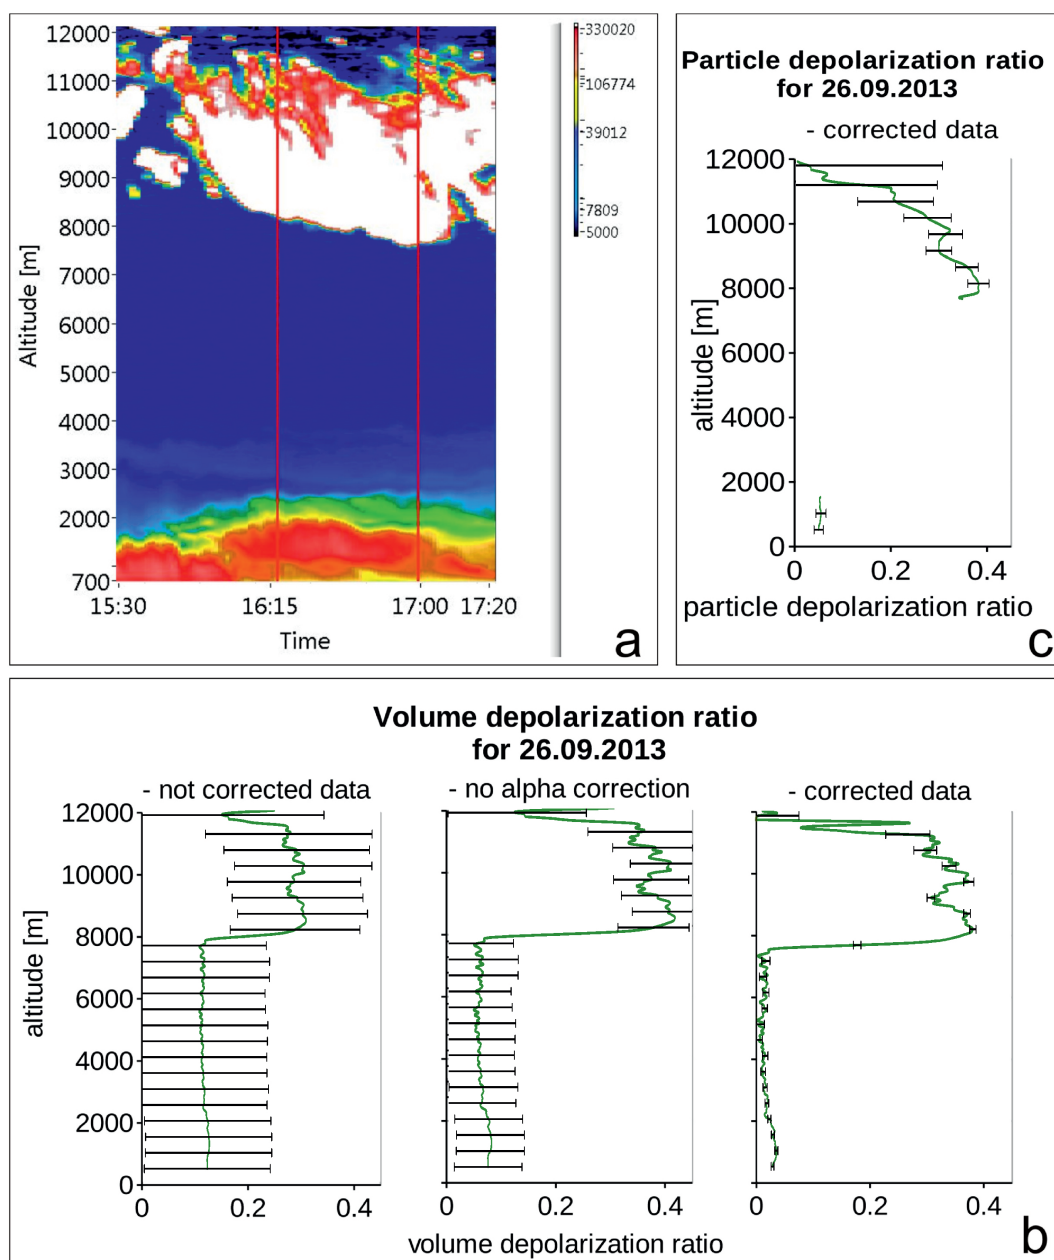 12000
11000
10000
9000
8000
7000
6000
5000
4000
3000
2000
700
Altitude [m]
15:30
16:15
17:00
17:20
Time
330020
106774
39012
7809
5000
a
Particle depolarization ratio
for 26.09.2013
- corrected data
12000
10000
8000
6000
4000
2000
0
altitude [m]
0
0.2
0.4
particle depolarization ratio
c
Volume depolarization ratio
for 26.09.2013
- not corrected data
- no alpha correction
- corrected data
12000
10000
8000
6000
4000
2000
0
altitude [m]
0
0.2
0.4
0
0.2
0.4
0
0.2
0.4
volume depolarization ratio
b